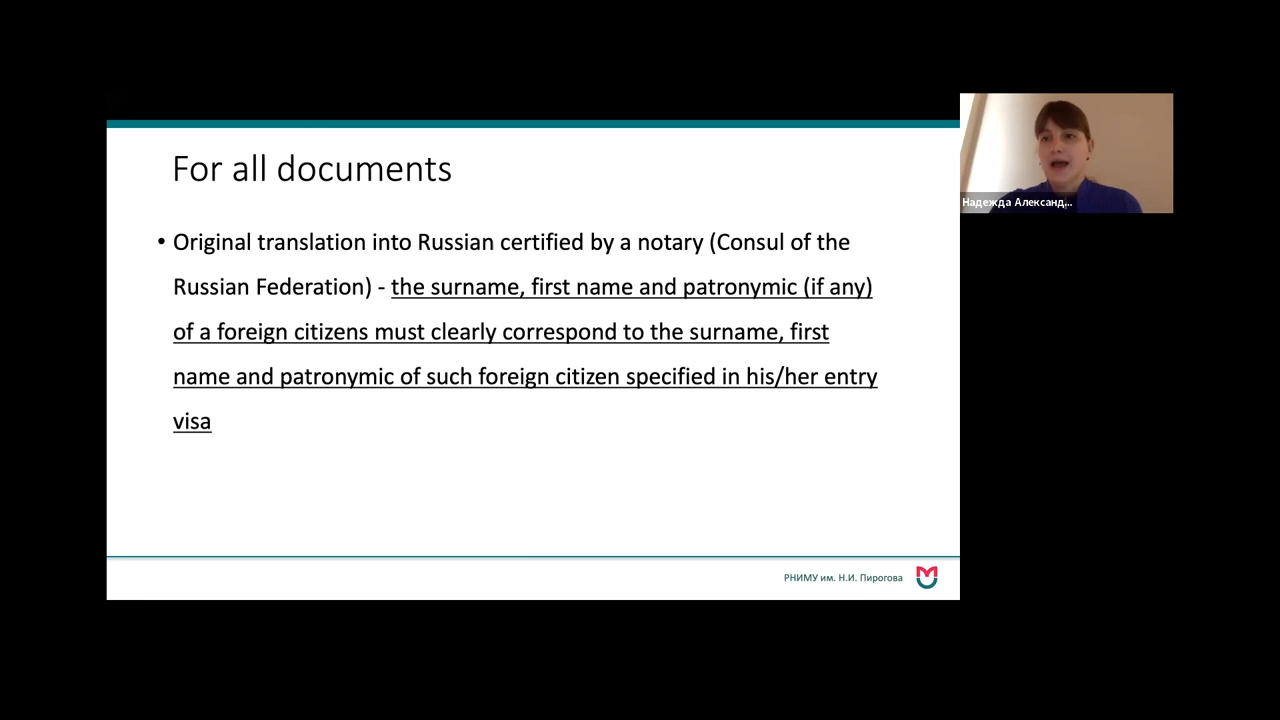 For all documents
• Original translation into Russian certified by a notary (Consul of the
Russian Federation) - the surname, first name and patronymic (if any)
of a foreign citizens must clearly correspond to the surname, first
name and patronymic of such foreign citizen specified in his/her entry
visa
Надежда Александ...
РНИМУ им. Н.И. Пирогова